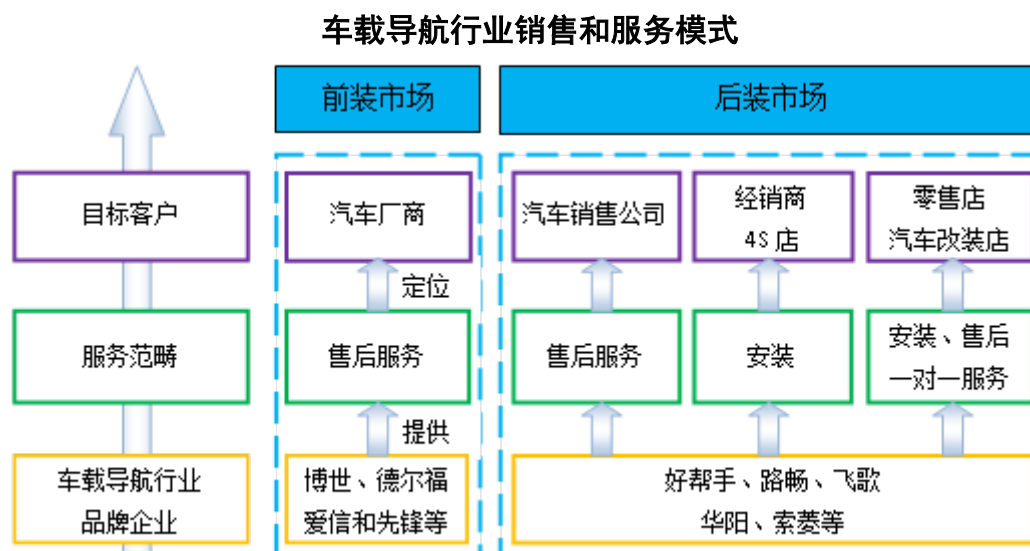 车载导航行业销售和服务模式
前装市场
后装市场
目标客户
汽车厂商
汽车销售公司
经销商
4S 店
零售店
汽车改装店
定位
服务范畴
售后服务
售后服务
安装
安装、售后
一对一服务
提供
车载导航行业
品牌企业
博世、德尔福
爱信和先锋等
好帮手、路畅、飞歌
华阳、索菱等